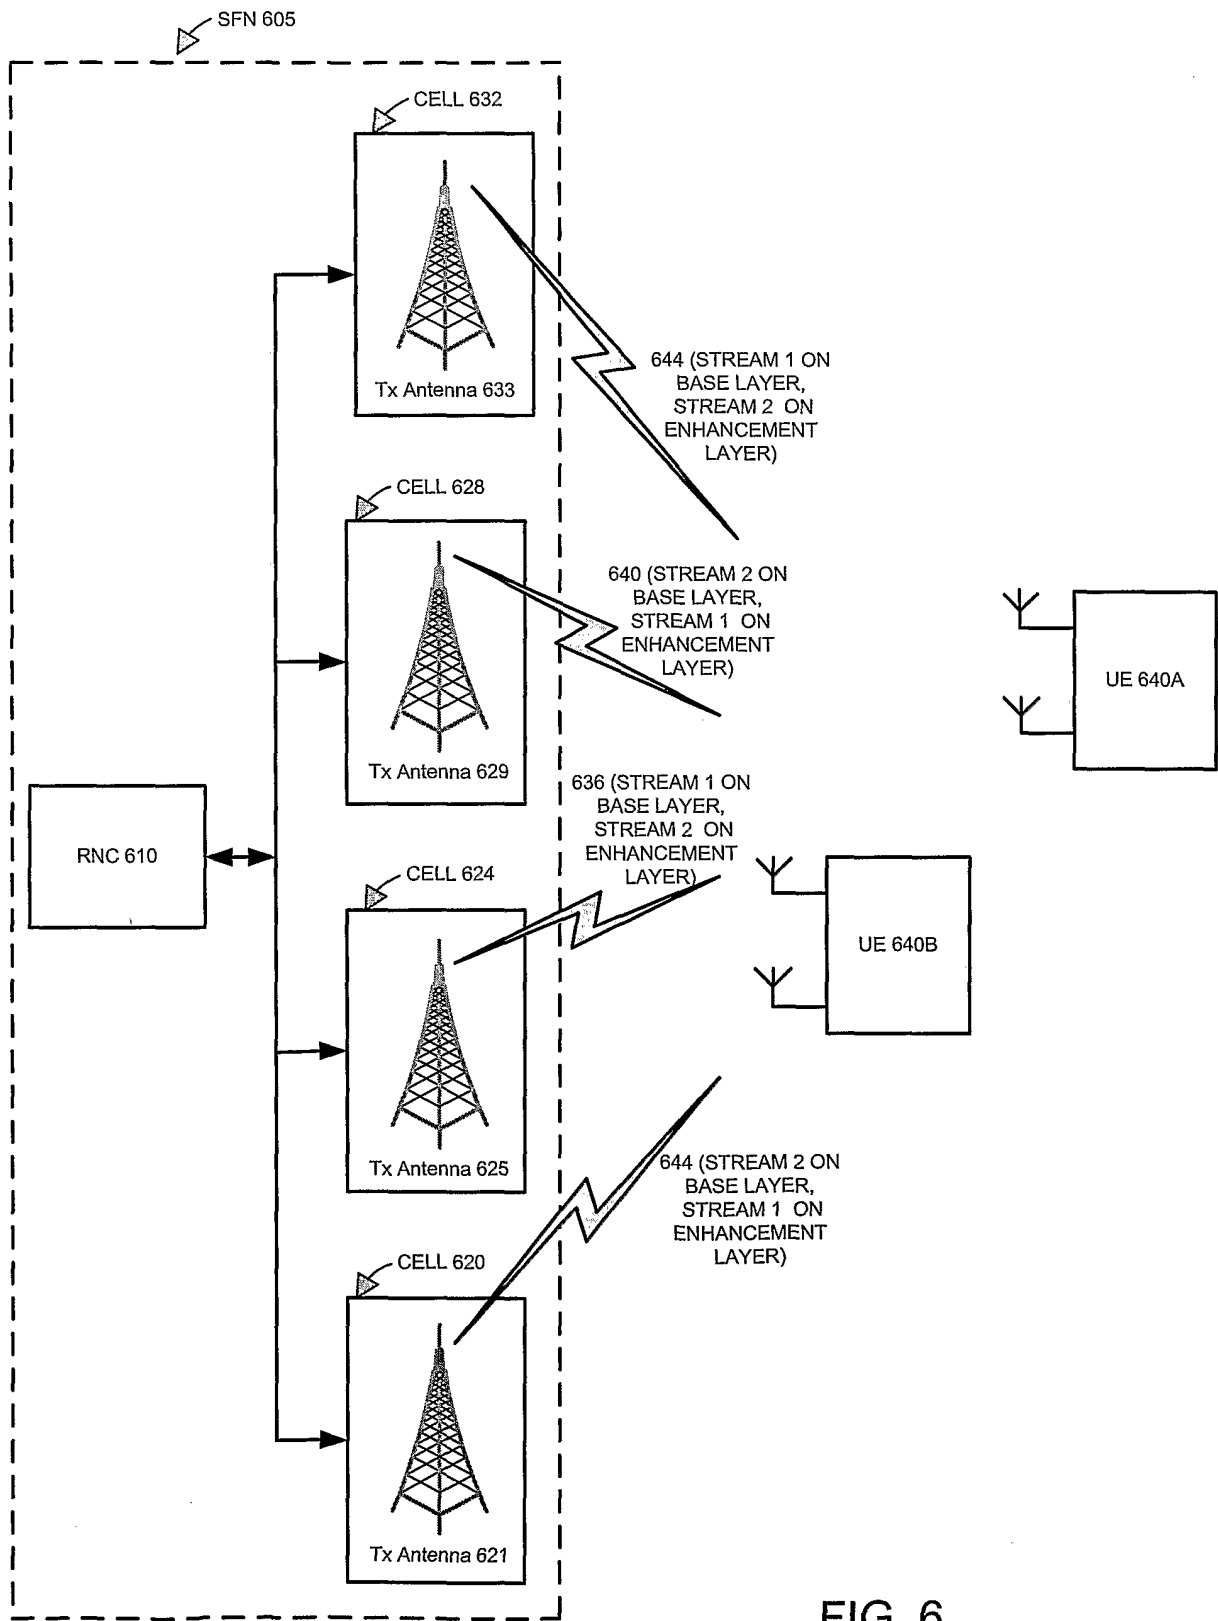 SFN 605
CELL 632
Tx Antenna 633
644 (STREAM 1 ON
BASE LAYER,
STREAM 2 ON
ENHANCEMENT
LAYER)
CELL 628
Tx Antenna 629
640 (STREAM 2 ON
BASE LAYER,
STREAM 1 ON
ENHANCEMENT
LAYER)
UE 640A
RNC 610
636 (STREAM 1 ON
BASE LAYER,
STREAM 2 ON
ENHANCEMENT
LAYER)
CELL 624
Tx Antenna 625
UE 640B
644 (STREAM 2 ON
BASE LAYER,
STREAM 1 ON
ENHANCEMENT
LAYER)
CELL 620
Tx Antenna 621
FIG. 6